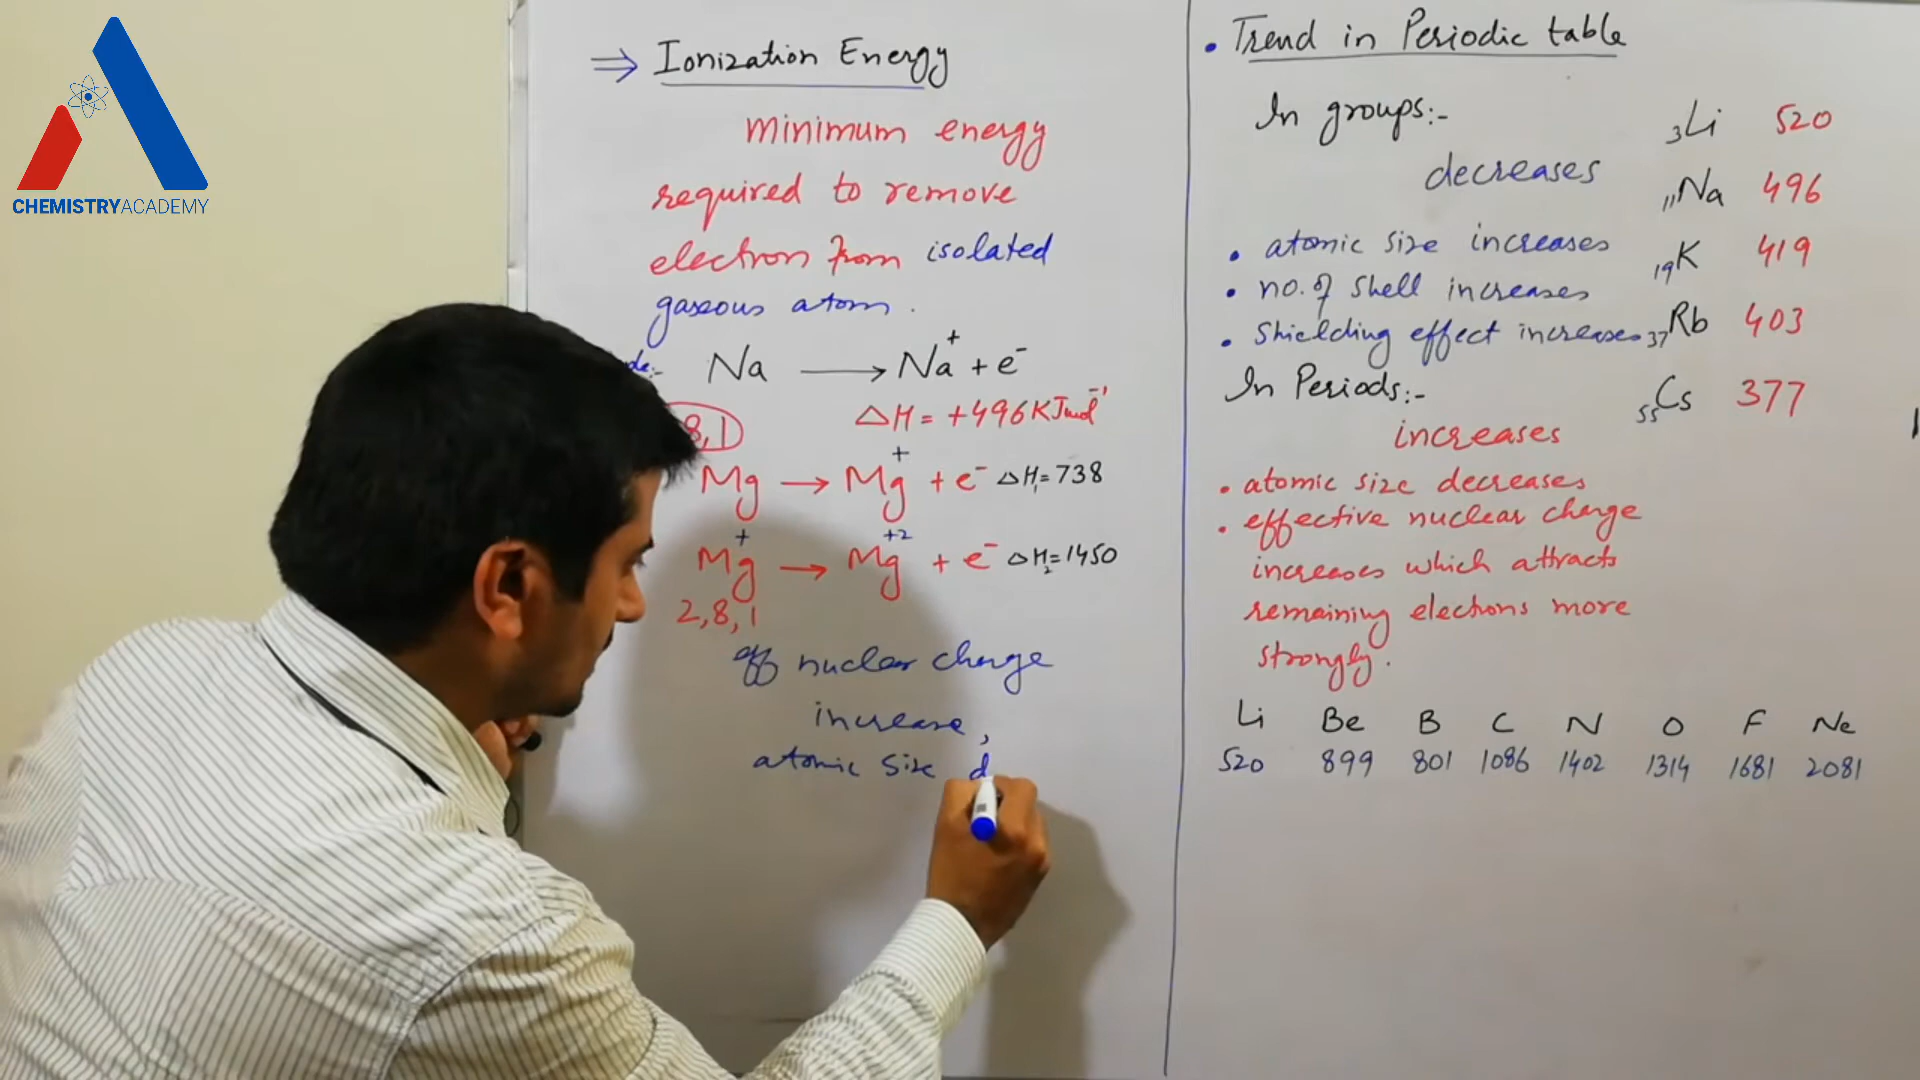 CHEMISTRYACADEMY
⇒ Ionization Energy
minimum energy
required to remove
electron from isolated
gaseous atom.
Na → Na⁺ + e⁻
8,1
ΔH = +496KJmol⁻¹
Mg → Mg⁺ + e⁻ ΔH₁=738
Mg⁺ → Mg⁺² + e⁻ ΔH₂=1450
2,8,1
eff nuclear charge
increase,
atomic size d
• Trend in Periodic table
In groups:-
decreases
• atomic size increases
• no. of shell increases
• Shielding effect increases
₃Li 520
₁₁Na 496
₁₉K 419
₃₇Rb 403
₅₅Cs 377
In Periods:-
increases
• atomic size decreases
• effective nuclear charge
increases which attracts
remaining electrons more
strongly.
Li Be B C N O F Ne
520 899 801 1086 1402 1314 1681 2081